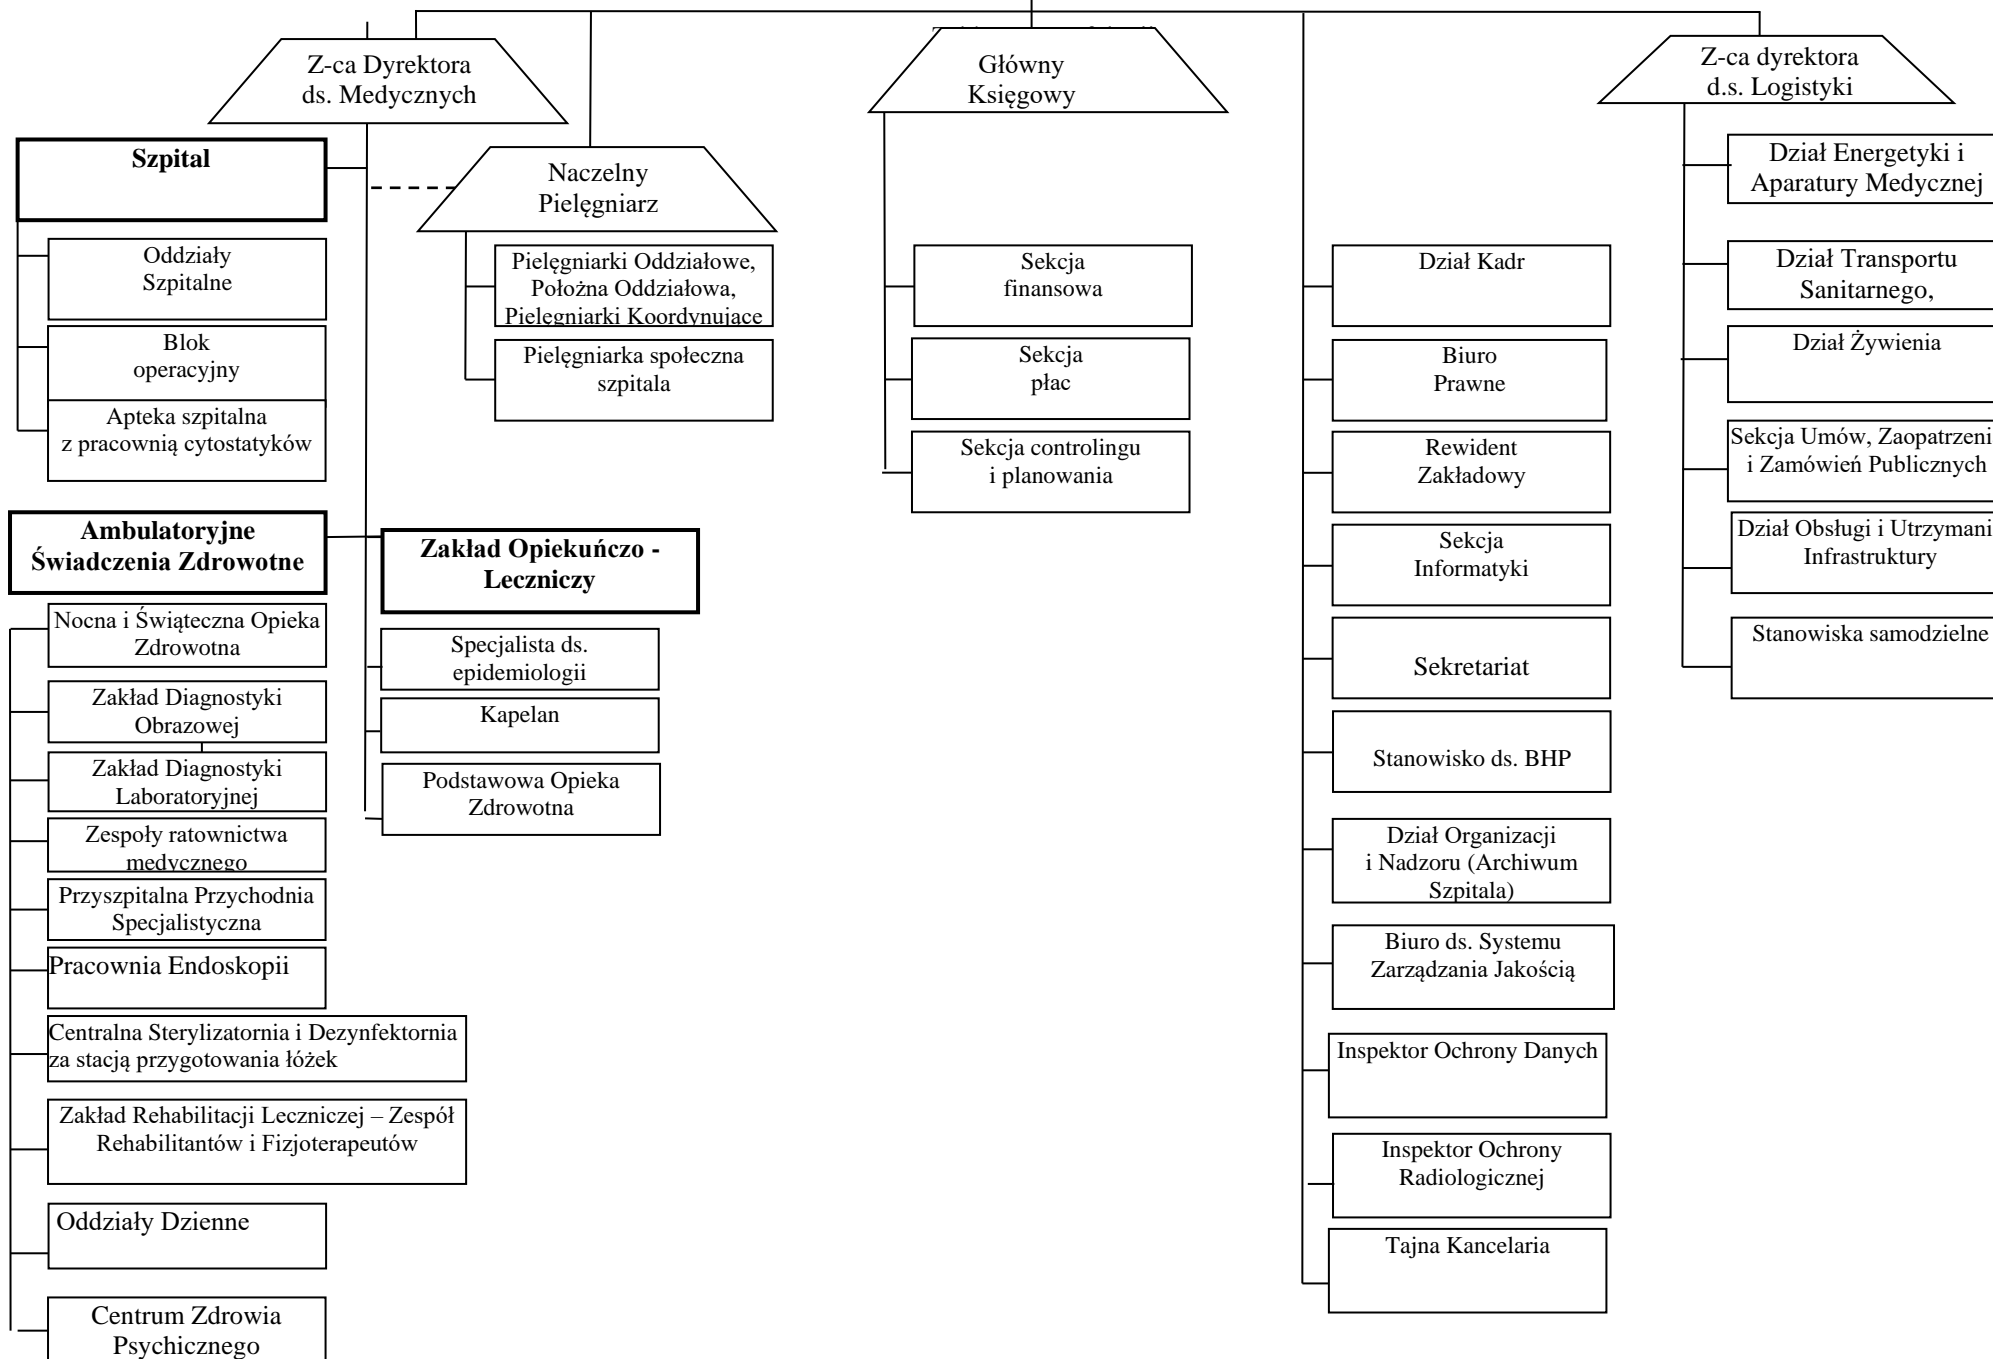 Z-ca Dyrektora
ds. Medycznych
Główny
Księgowy
Z-ca dyrektora
d.s. Logistyki
Szpital
Naczelny
Pielęgniarz
Oddziały
Szpitalne
Blok
operacyjny
Apteka szpitalna
z pracownią cytostatyków
Pielęgniarki Oddziałowe,
Położna Oddziałowa,
Pielęgniarki Koordynujące
Pielęgniarka społeczna
szpitala
Sekcja
finansowa
Sekcja
płac
Sekcja controlingu
i planowania
Dział Kadr
Biuro
Prawne
Rewident
Zakładowy
Sekcja
Informatyki
Sekretariat
Stanowisko ds. BHP
Dział Organizacji
i Nadzoru (Archiwum
Szpitala)
Biuro ds. Systemu
Zarządzania Jakością
Inspektor Ochrony Danych
Inspektor Ochrony
Radiologicznej
Tajna Kancelaria
Dział Energetyki i
Aparatury Medycznej
Dział Transportu
Sanitarnego,
Dział Żywienia
Sekcja Umów, Zaopatrzeni
i Zamówień Publicznych
Dział Obsługi i Utrzymani
Infrastruktury
Stanowiska samodzielne
Ambulatoryjne
Świadczenia Zdrowotne
Zakład Opiekuńczo -
Leczniczy
Nocna i Świąteczna Opieka
Zdrowotna
Zakład Diagnostyki
Obrazowej
Zakład Diagnostyki
Laboratoryjnej
Zespoły ratownictwa
medycznego
Przyszpitalna Przychodnia
Specjalistyczna
Pracownia Endoskopii
Centralna Sterylizatornia i Dezynfektornia
za stacją przygotowania łóżek
Zakład Rehabilitacji Leczniczej – Zespół
Rehabilitantów i Fizjoterapeutów
Oddziały Dzienne
Centrum Zdrowia
Psychicznego
Specjalista ds.
epidemiologii
Kapelan
Podstawowa Opieka
Zdrowotna